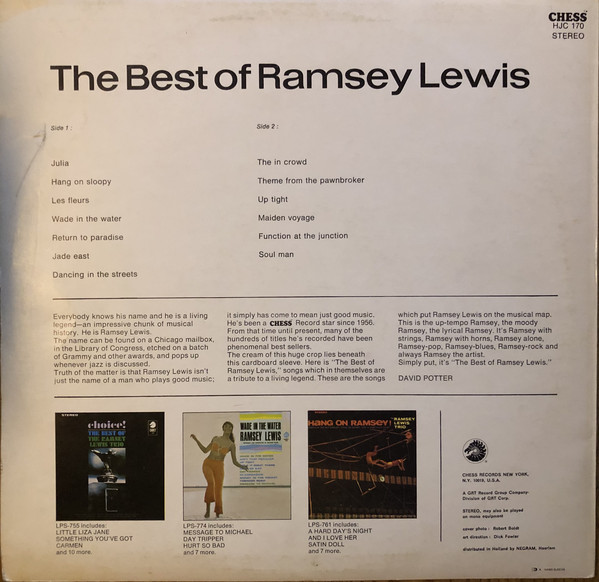 CHESS
HJC 170
STEREO
The Best of Ramsey Lewis
Side 1 :
Julia
Hang on sloopy
Les fleurs
Wade in the water
Return to paradise
Jade east
Dancing in the streets
Side 2 :
The in crowd
Theme from the pawnbroker
Up tight
Maiden voyage
Function at the junction
Soul man
Everybody knows his name and he is a living
legend—an impressive chunk of musical
history. He is Ramsey Lewis.
The name can be found on a Chicago mailbox,
in the Library of Congress, etched on a batch
of Grammy and other awards, and pops up
whenever jazz is discussed.
Truth of the matter is that Ramsey Lewis isn't
just the name of a man who plays good music;
it simply has come to mean just good music.
He's been a CHESS Record star since 1956.
From that time until present, many of the
hundreds of titles he's recorded have been
phenomenal best sellers.
The cream of this huge crop lies beneath
this cardboard sleeve. Here is "The Best of
Ramsey Lewis," songs which in themselves are
a tribute to a living legend. These are the songs
which put Ramsey Lewis on the musical map.
This is the up-tempo Ramsey, the moody
Ramsey, the lyrical Ramsey. It's Ramsey with
strings, Ramsey with horns, Ramsey alone,
Ramsey-pop, Ramsey-blues, Ramsey-rock and
always Ramsey the artist.
Simply put, it's "The Best of Ramsey Lewis."
DAVID POTTER
STEREO
choice!
THE BEST OF
THE RAMSEY
LEWIS TRIO
LPS-755 includes:
LITTLE LIZA JANE
SOMETHING YOU'VE GOT
CARMEN
and 10 more.
WADE IN THE WATER
RAMSEY LEWIS
LPS-774 includes:
MESSAGE TO MICHAEL
DAY TRIPPER
HURT SO BAD
and 7 more.
HANG ON RAMSEY!
RAMSEY
LEWIS
TRIO
LPS-761 includes:
A HARD DAY'S NIGHT
AND I LOVE HER
SATIN DOLL
and 7 more.
CHESS RECORDS NEW YORK,
N.Y. 10019, U.S.A.
A GRT Record Group Company:
Division of GRT Corp.
STEREO, may also be played
on mono equipment
cover photo : Robert Boldt
art direction : Dick Fowler
distributed in Holland by NEGRAM, Haarlem